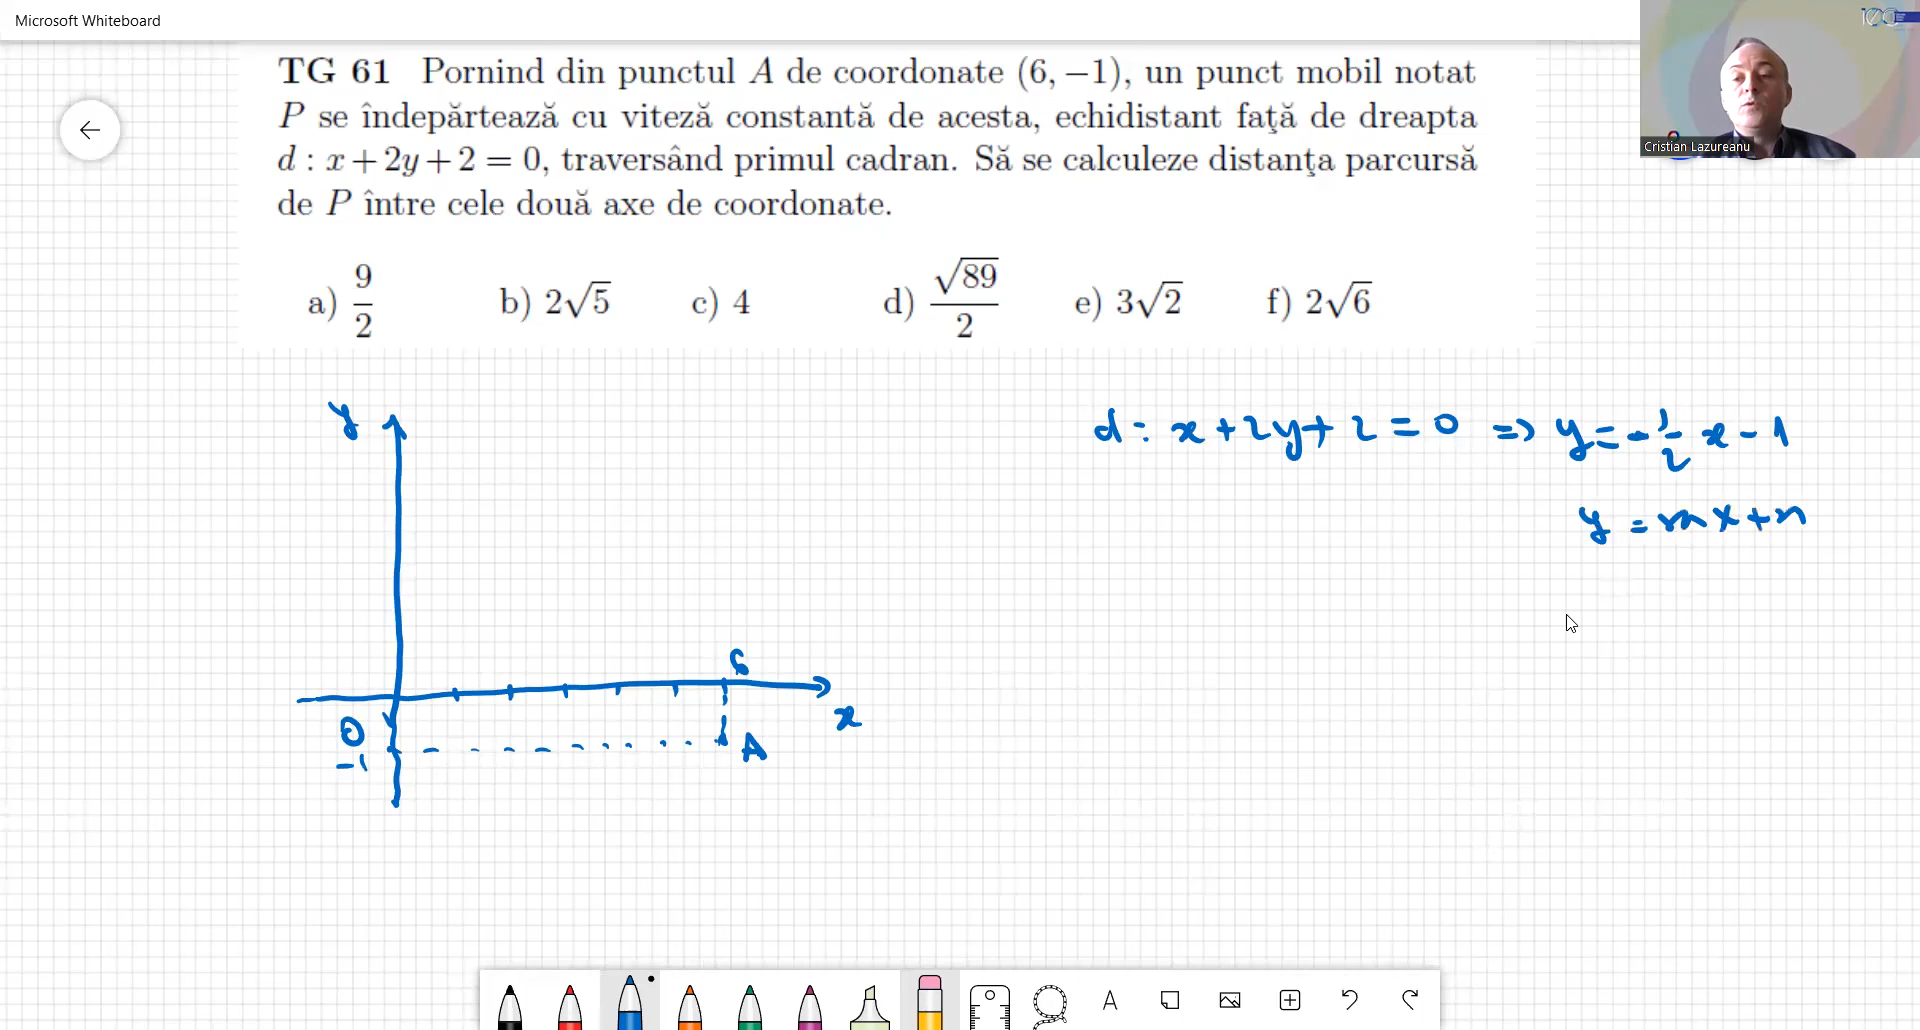 Microsoft Whiteboard
Cristian Lazureanu
TG 61 Pornind din punctul A de coordonate (6, −1), un punct mobil notat
P se îndepărtează cu viteză constantă de acesta, echidistant faţă de dreapta
d : x + 2y + 2 = 0, traversând primul cadran. Să se calculeze distanţa parcursă
de P între cele două axe de coordonate.
a) 9/2 b) 2√5 c) 4 d) √89/2 e) 3√2 f) 2√6
d: x + 2y + 2 = 0 => y = -1/2 x - 1
y = mx + n
y
6
x
O
-1
A